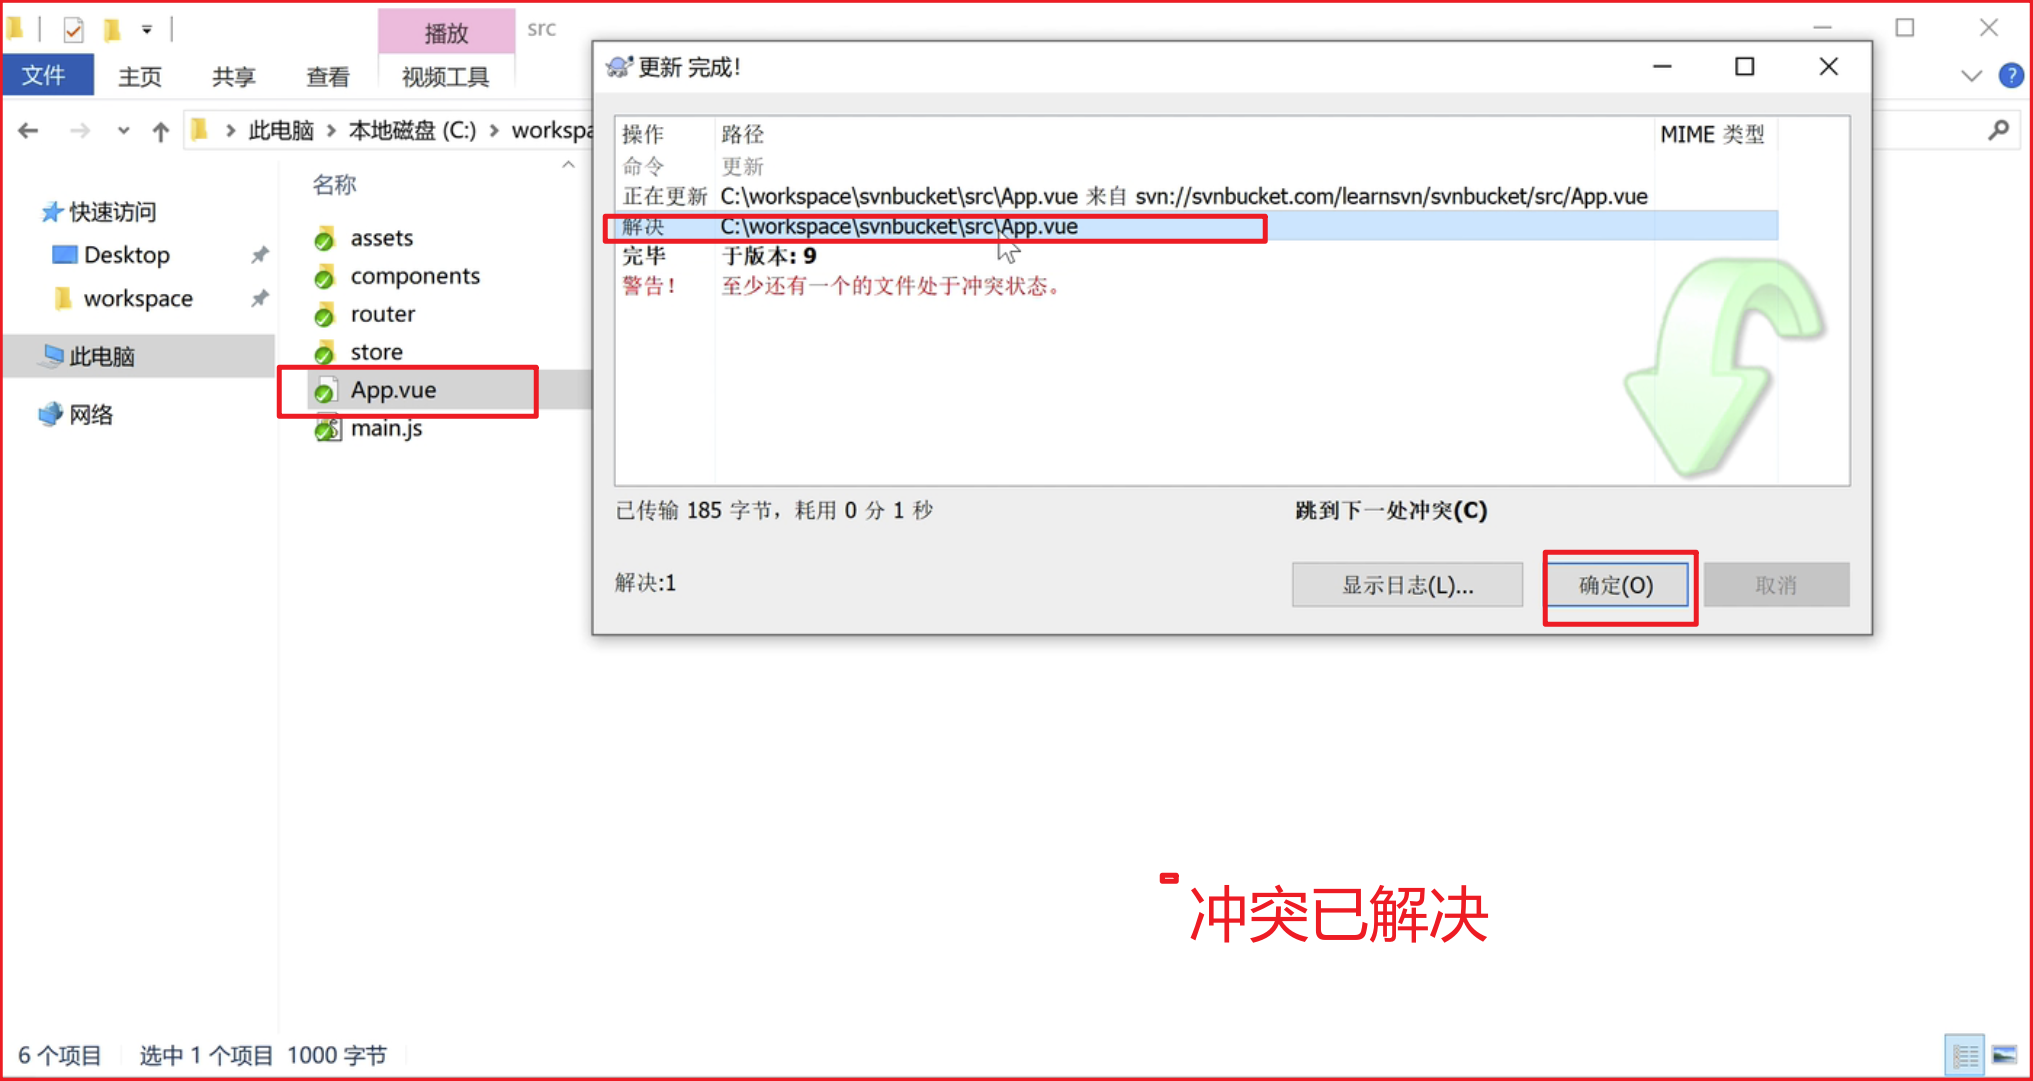 播放
src
文件
主页
共享
查看
视频工具
此电脑
本地磁盘 (C:)
workspa
快速访问
Desktop
workspace
此电脑
网络
名称
assets
components
router
store
App.vue
main.js
更新 完成!
操作 路径 MIME 类型
命令 更新
正在更新 C:\workspace\svnbucket\src\App.vue 来自 svn://svnbucket.com/learnsvn/svnbucket/src/App.vue
解决 C:\workspace\svnbucket\src\App.vue
完毕 于版本: 9
警告! 至少还有一个的文件处于冲突状态。
已传输 185 字节，耗用 0 分 1 秒
跳到下一处冲突(C)
解决:1
显示日志(L)...
确定(O)
取消
冲突已解决
6 个项目
选中 1 个项目 1000 字节